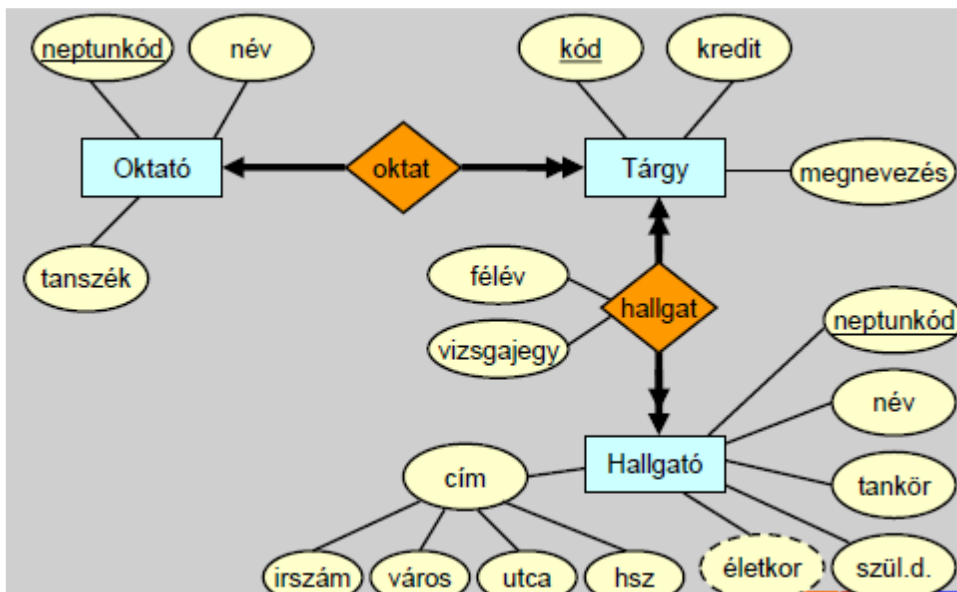 neptunkód
név
kód
kredit
Oktató
oktat
Tárgy
megnevezés
tanszék
félév
hallgat
vizsgajegy
neptunkód
név
cím
Hallgató
tankör
irszám
város
utca
hsz
életkor
szül.d.